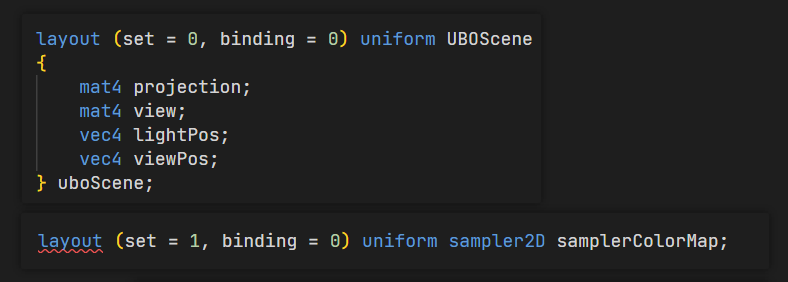 layout (set = 0, binding = 0) uniform UBOScene
{
mat4 projection;
mat4 view;
vec4 lightPos;
vec4 viewPos;
} uboScene;
layout (set = 1, binding = 0) uniform sampler2D samplerColorMap;